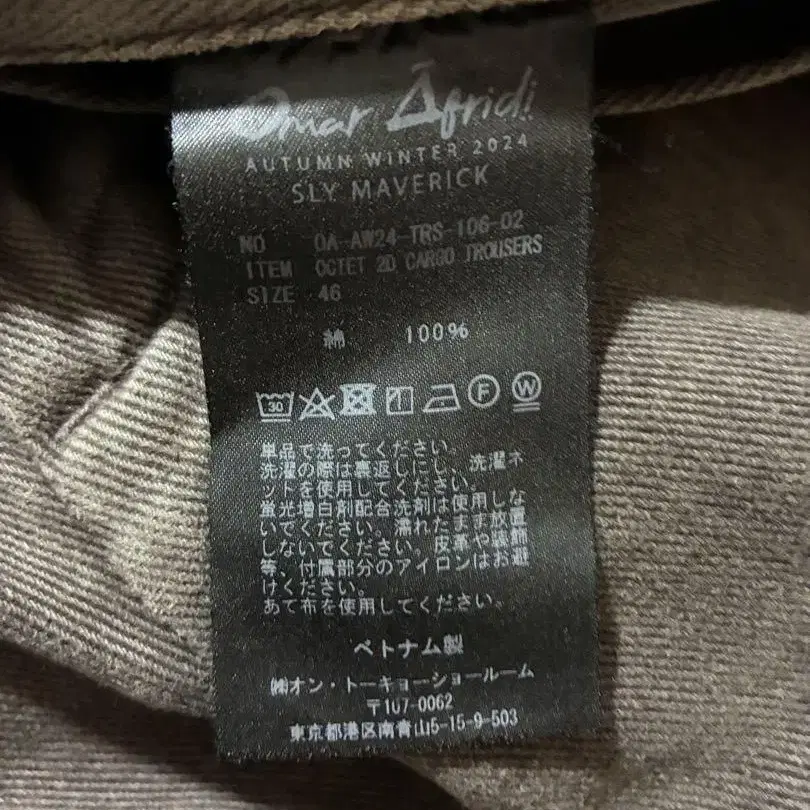 Omar Āfridi
AUTUMN WINTER 2024
SLY MAVERICK
NO OA-AW24-TRS-106-02
ITEM OCTET 2D CARGO TROUSERS
SIZE 46
綿 100%
30 F W
単品で洗ってください。
洗濯の際は裏返しにし、洗濯ネ
ットを使用してください。
蛍光増白剤配合洗剤は使用しな
いでください。濡れたまま放置
しないでください。皮革や装飾
等、付属部分のアイロンはお避
けください。
あて布を使用してください。
ベトナム製
㈱オン・トーキョーショールーム
〒107-0062
東京都港区南青山5-15-9-503